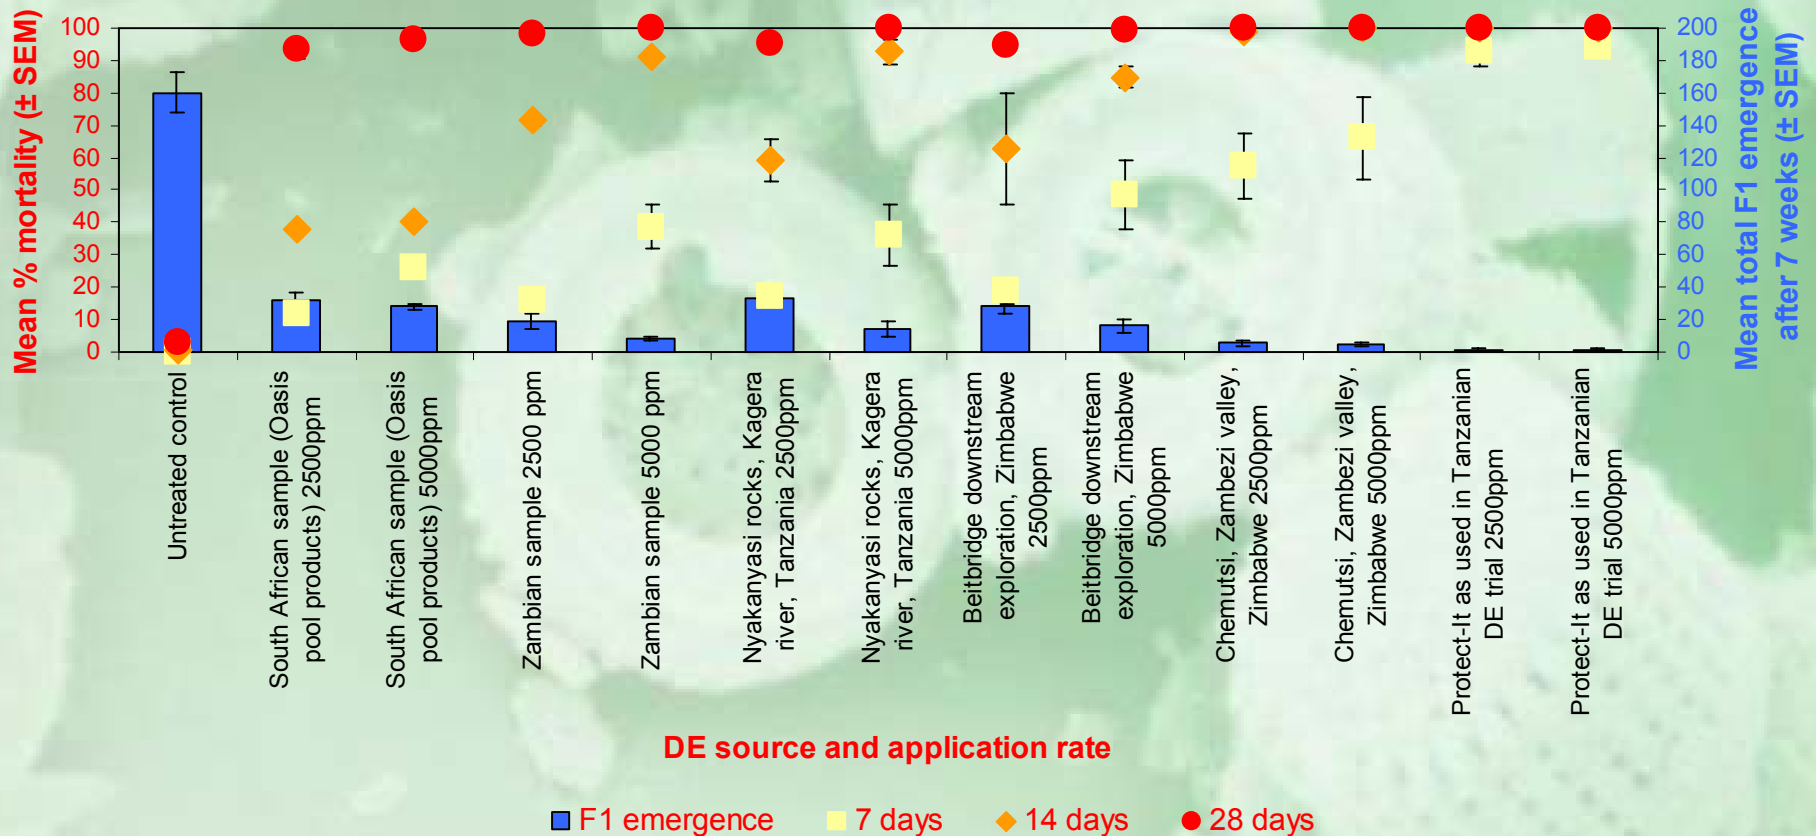 Mean % mortality (± SEM)
100
90
80
70
60
50
40
30
20
10
0
200
180
160
140
120
100
80
60
40
20
0
Mean total F1 emergence
after 7 weeks (± SEM)
Untreated control
South African sample (Oasis
pool products) 2500ppm
South African sample (Oasis
pool products) 5000ppm
Zambian sample 2500 ppm
Zambian sample 5000 ppm
Nyakanyasi rocks, Kagera
river, Tanzania 2500ppm
Nyakanyasi rocks, Kagera
river, Tanzania 5000ppm
Beitbridge downstream
exploration, Zimbabwe
2500ppm
Beitbridge downstream
exploration, Zimbabwe
5000ppm
Chemutsi, Zambezi valley,
Zimbabwe 2500ppm
Chemutsi, Zambezi valley,
Zimbabwe 5000ppm
Protect-It as used in Tanzanian
DE trial 2500ppm
Protect-It as used in Tanzanian
DE trial 5000ppm
DE source and application rate
F1 emergence
7 days
14 days
28 days